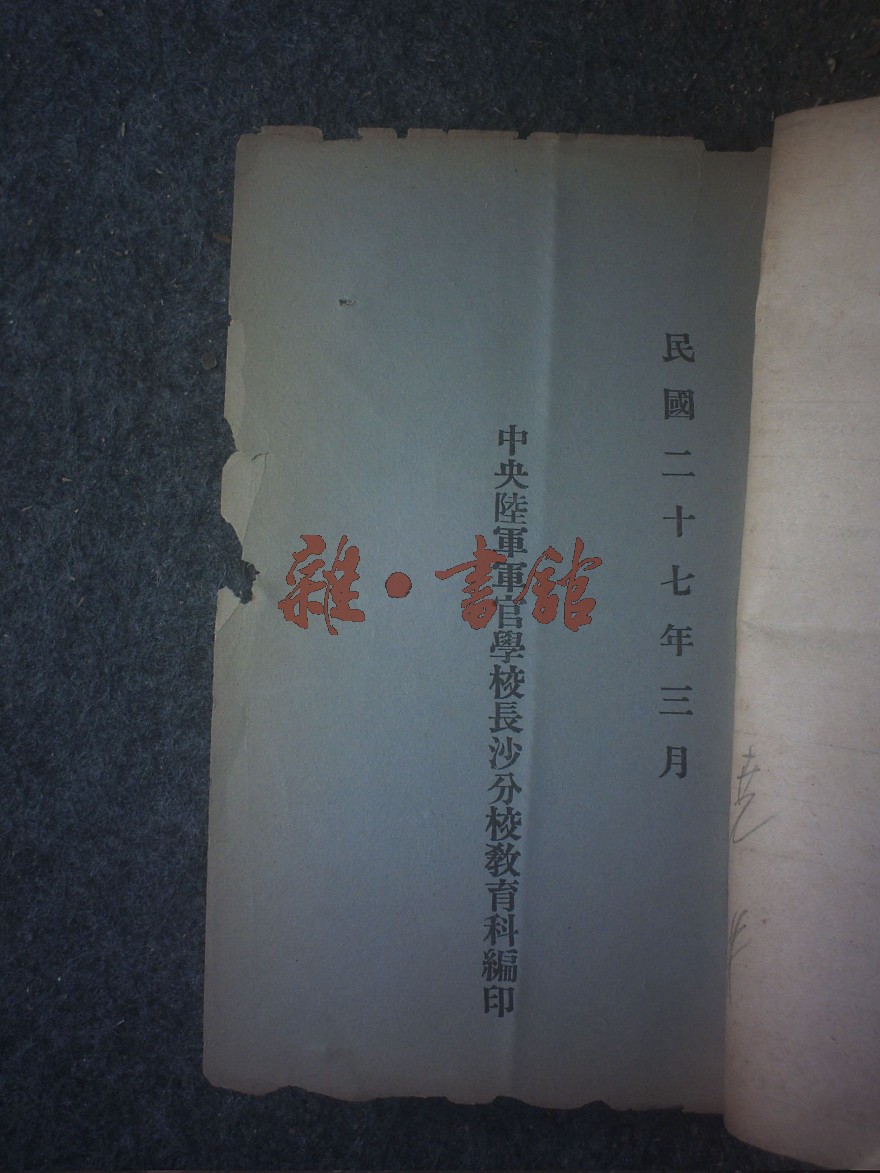 民國二十七年三月
中央陸軍軍官學校長沙分校教育科編印
雜・書館